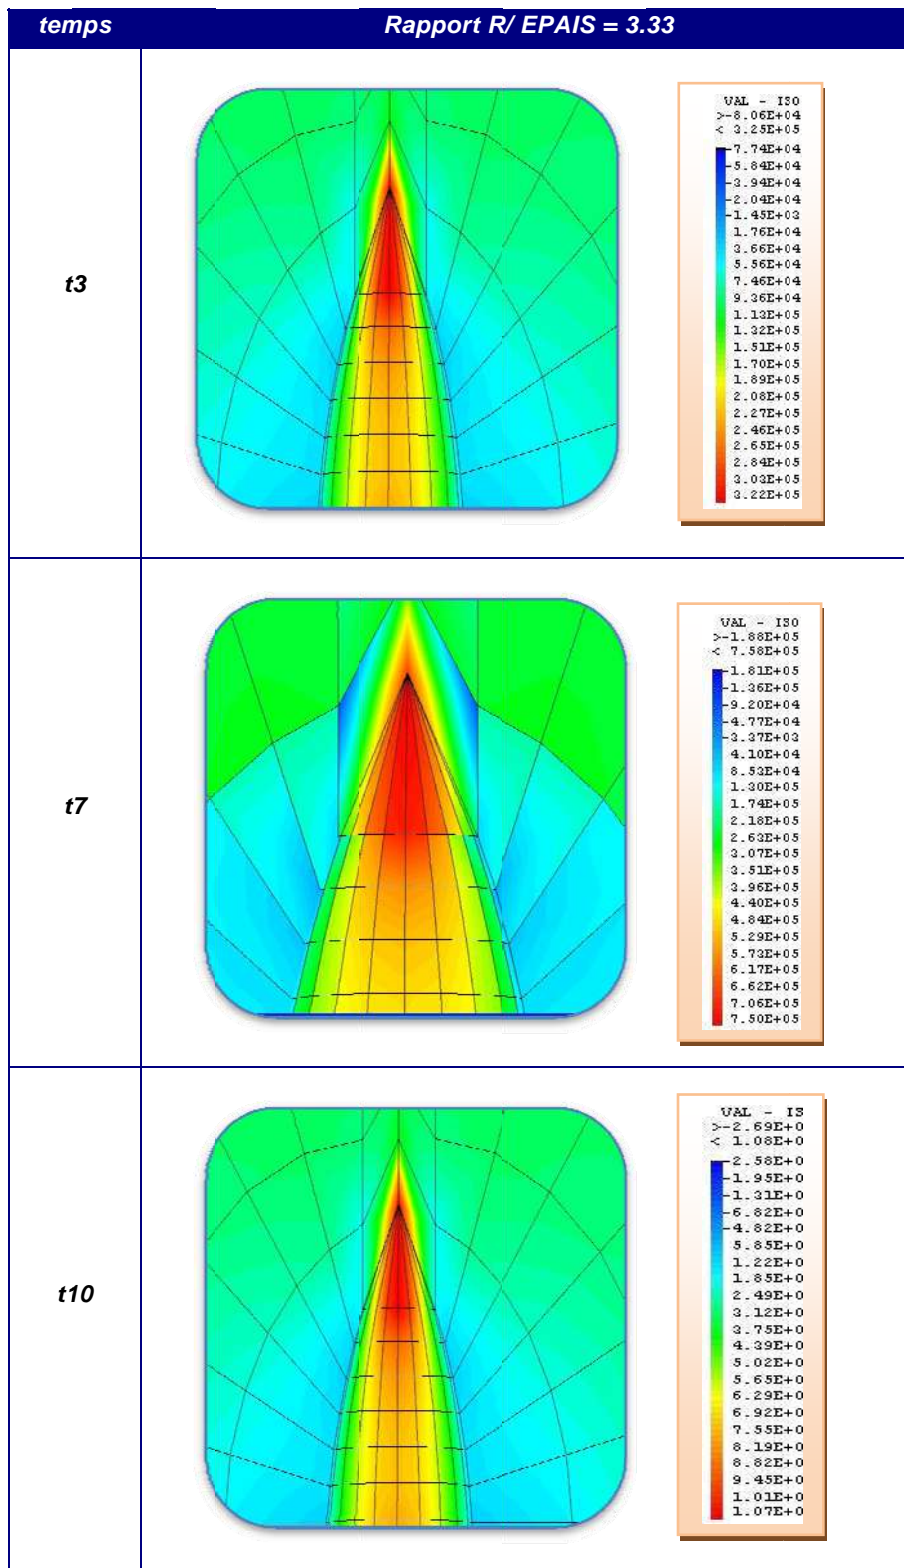 temps Rapport R/ EPAIS = 3.33
t3
VAL - ISO
>-8.06E+04
< 3.25E+05
-7.74E+04
-5.84E+04
-3.94E+04
-2.04E+04
-1.45E+03
1.76E+04
3.66E+04
5.56E+04
7.46E+04
9.36E+04
1.13E+05
1.32E+05
1.51E+05
1.70E+05
1.89E+05
2.08E+05
2.27E+05
2.46E+05
2.65E+05
2.84E+05
3.03E+05
3.22E+05
t7
VAL - ISO
>-1.88E+05
< 7.58E+05
-1.81E+05
-1.36E+05
-9.20E+04
-4.77E+04
-3.37E+03
4.10E+04
8.53E+04
1.30E+05
1.74E+05
2.18E+05
2.63E+05
3.07E+05
3.51E+05
3.96E+05
4.40E+05
4.84E+05
5.29E+05
5.73E+05
6.17E+05
6.62E+05
7.06E+05
7.50E+05
t10
VAL - IS
>-2.69E+0
< 1.08E+0
-2.58E+0
-1.95E+0
-1.31E+0
-6.82E+0
-4.82E+0
5.85E+0
1.22E+0
1.85E+0
2.49E+0
3.12E+0
3.75E+0
4.39E+0
5.02E+0
5.65E+0
6.29E+0
6.92E+0
7.55E+0
8.19E+0
8.82E+0
9.45E+0
1.01E+0
1.07E+0